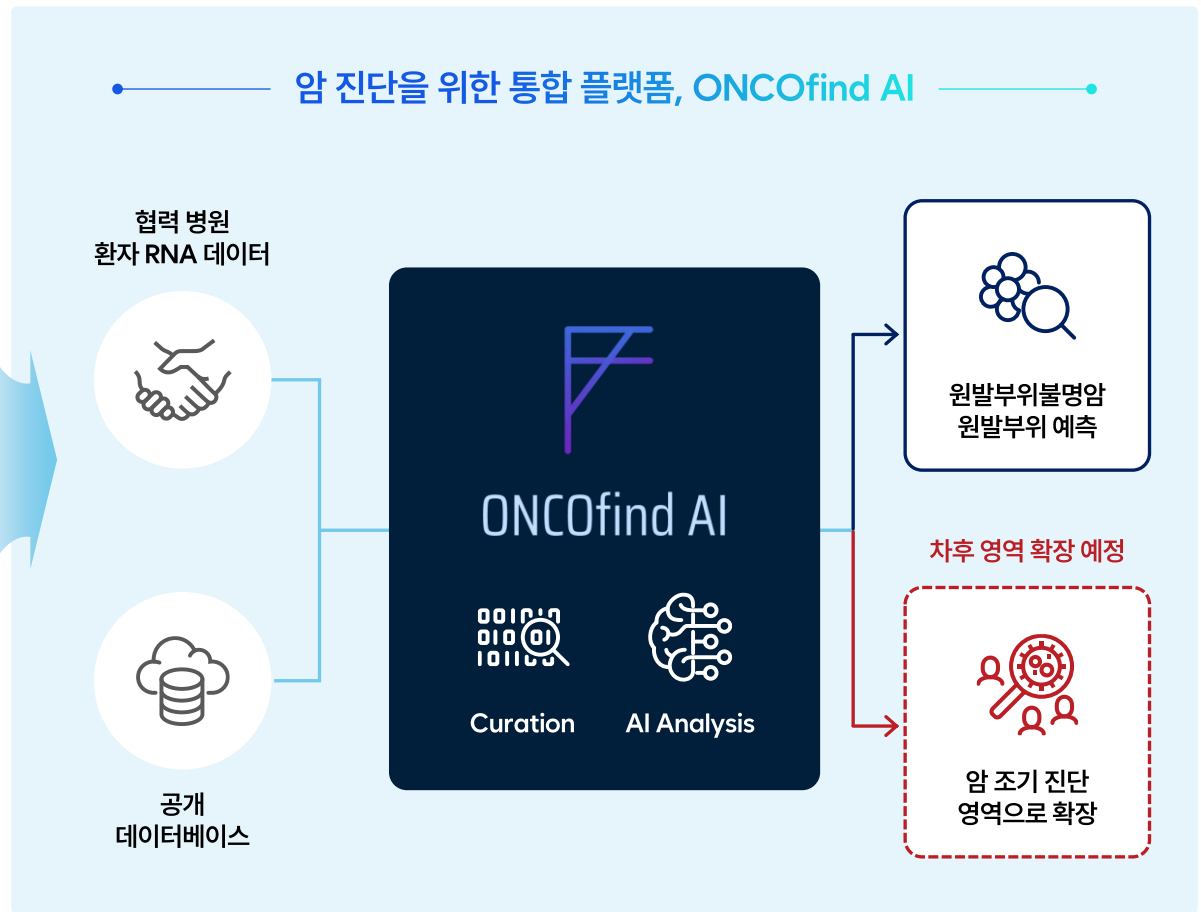 암 진단을 위한 통합 플랫폼, ONCOfind AI
협력 병원
환자 RNA 데이터
공개
데이터베이스
ONCOfind AI
Curation
AI Analysis
원발부위불명암
원발부위 예측
차후 영역 확장 예정
암 조기 진단
영역으로 확장